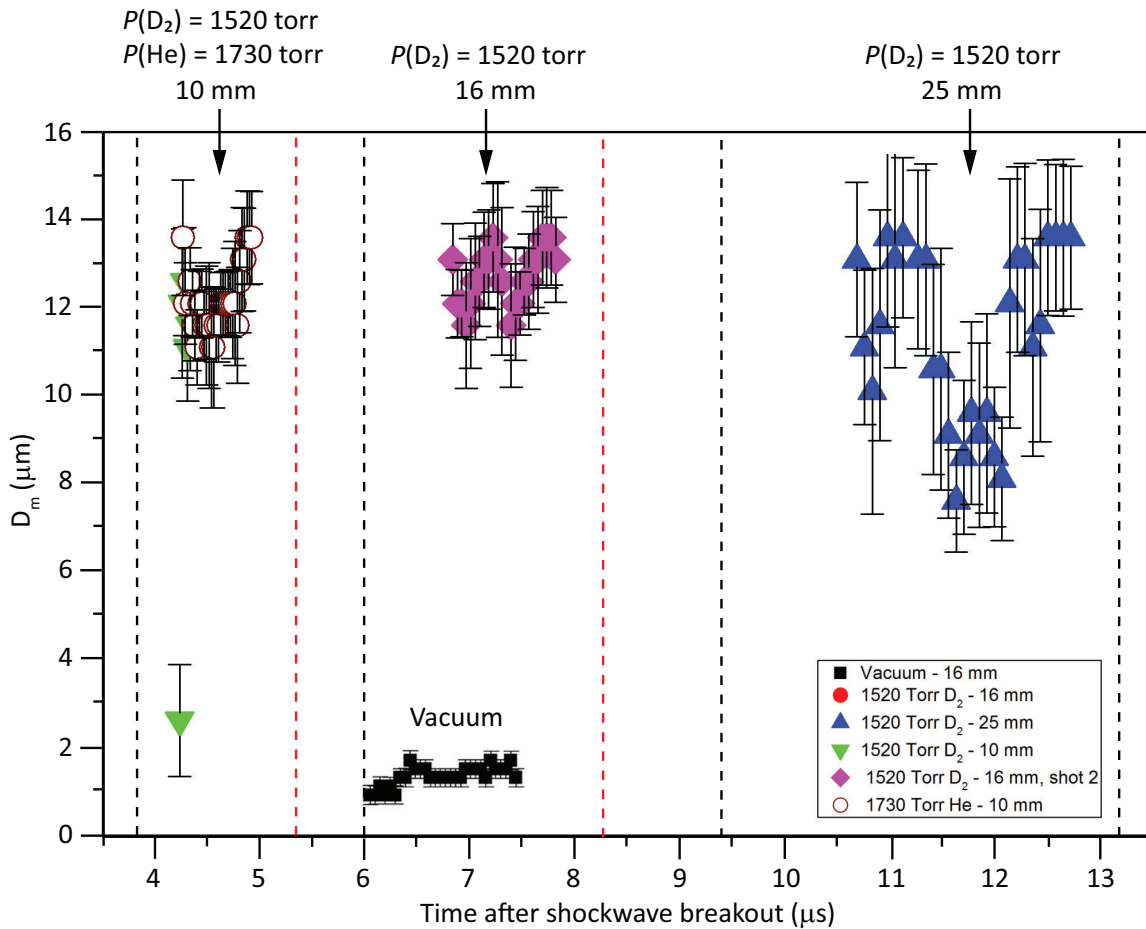 P(D₂) = 1520 torr
P(He) = 1730 torr
10 mm
P(D₂) = 1520 torr
16 mm
P(D₂) = 1520 torr
25 mm
16
14
12
10
8
6
4
2
0
Dₘ (μm)
Vacuum
Vacuum - 16 mm
1520 Torr D₂ - 16 mm
1520 Torr D₂ - 25 mm
1520 Torr D₂ - 10 mm
1520 Torr D₂ - 16 mm, shot 2
1730 Torr He - 10 mm
4 5 6 7 8 9 10 11 12 13
Time after shockwave breakout (μs)